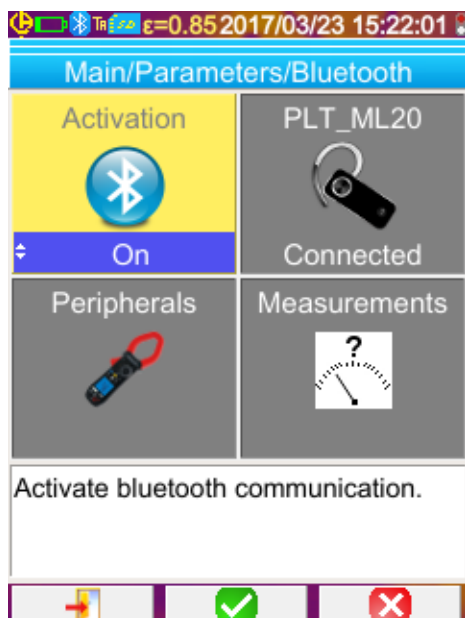 ε=0.85 2017/03/23 15:22:01
Main/Parameters/Bluetooth
Activation
PLT_ML20
On
Connected
Peripherals
Measurements
?
Activate bluetooth communication.